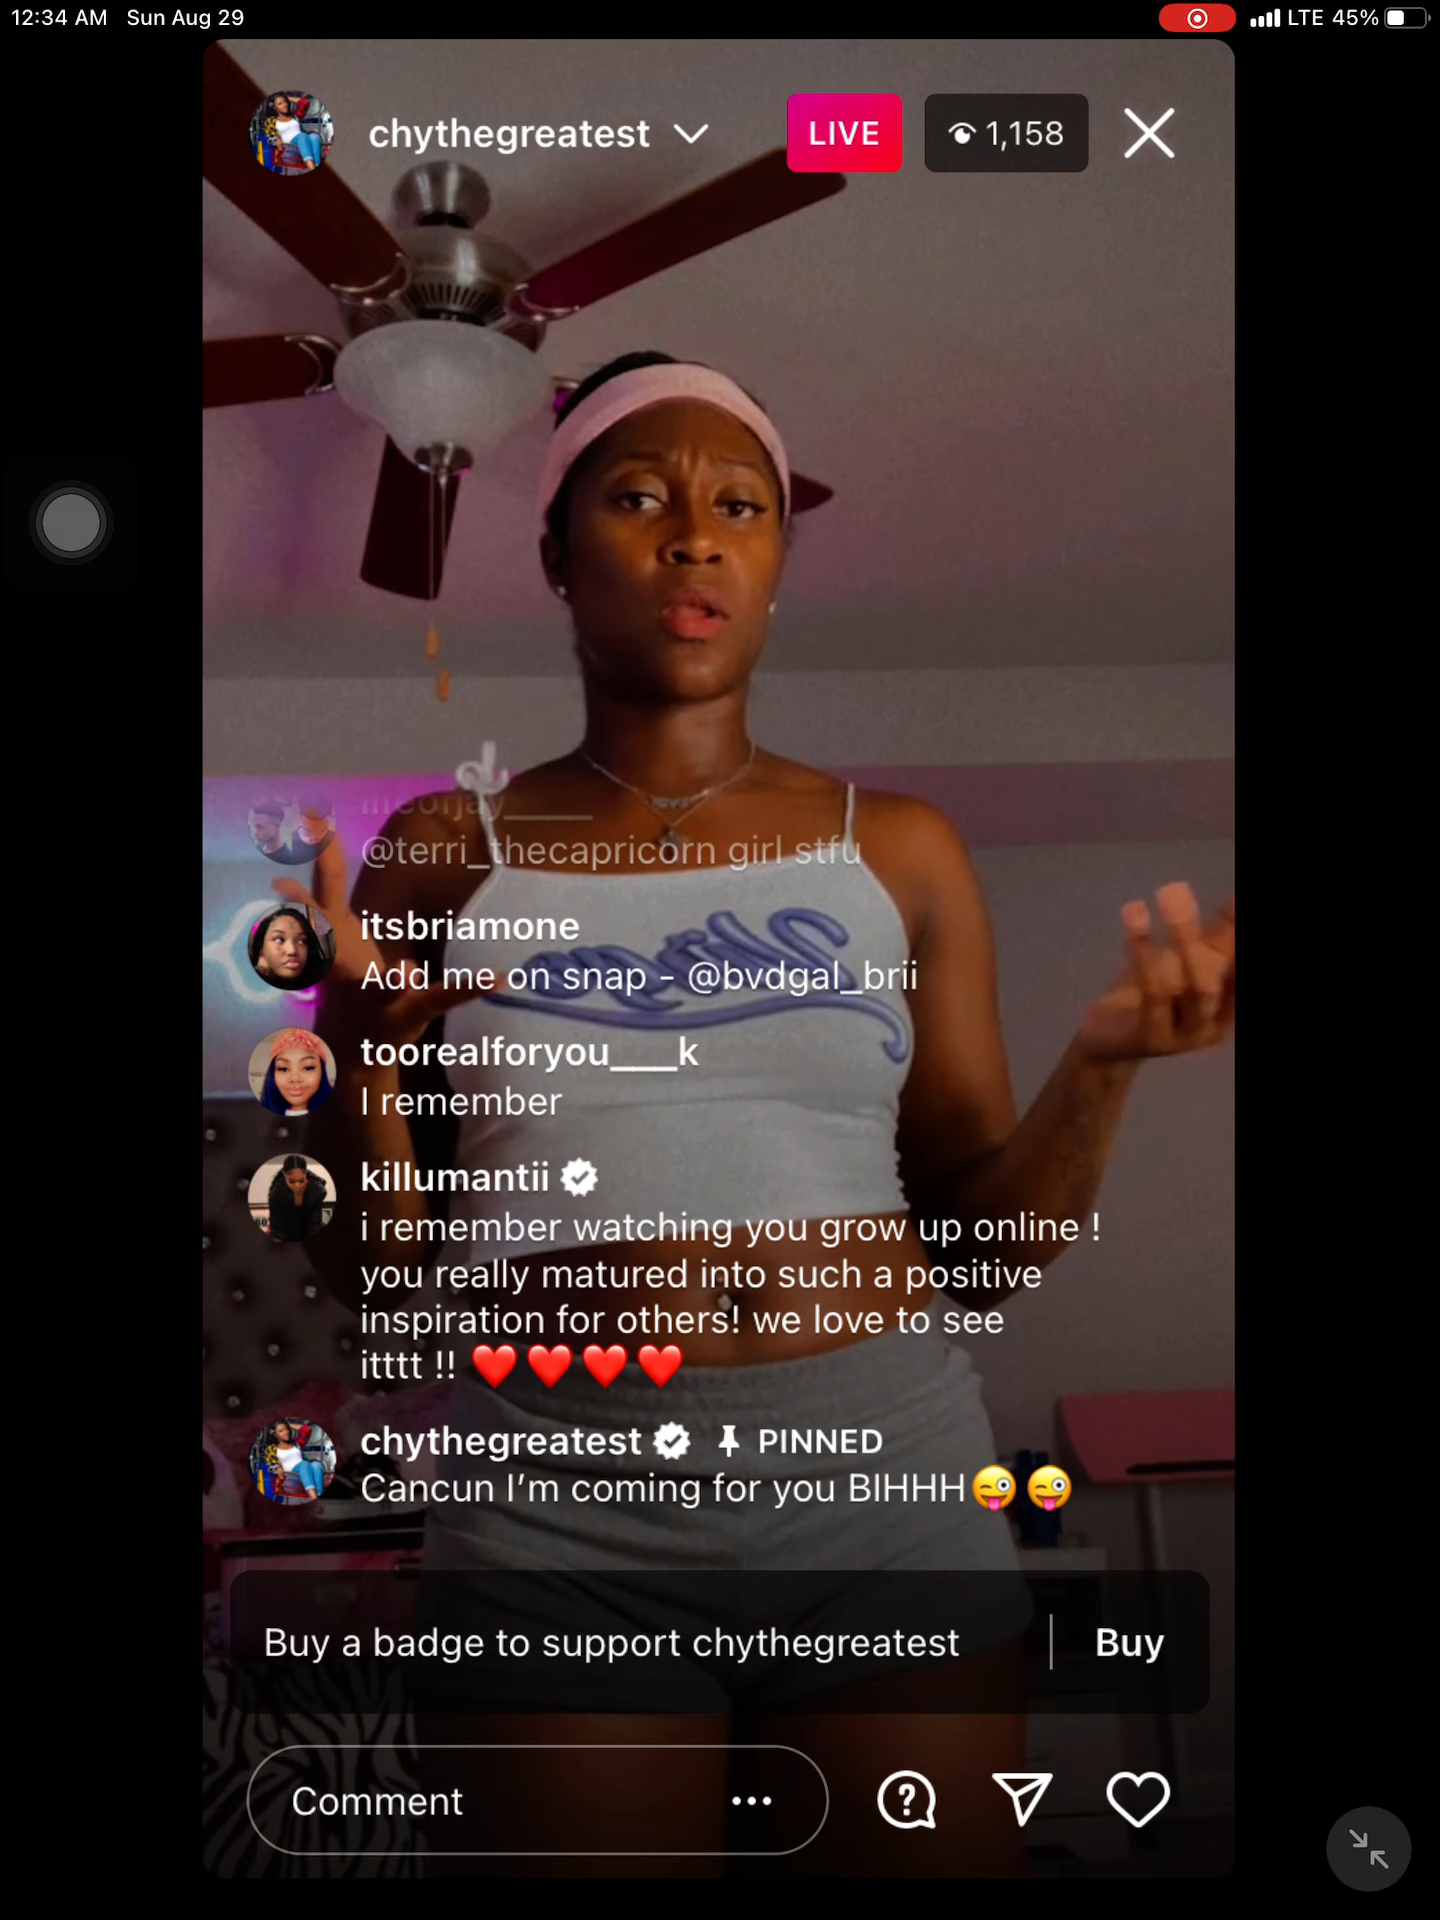 12:34 AM Sun Aug 29
LTE 45%
chythegreatest
LIVE
1,158
@terri_thecapricorn girl stfu
itsbriamone
Add me on snap - @bvdgal_brii
toorealforyou___k
I remember
killumantii
i remember watching you grow up online !
you really matured into such a positive
inspiration for others! we love to see
itttt !! ❤️❤️❤️❤️
chythegreatest PINNED
Cancun I’m coming for you BIHHH😜😜
Buy a badge to support chythegreatest | Buy
Comment ...